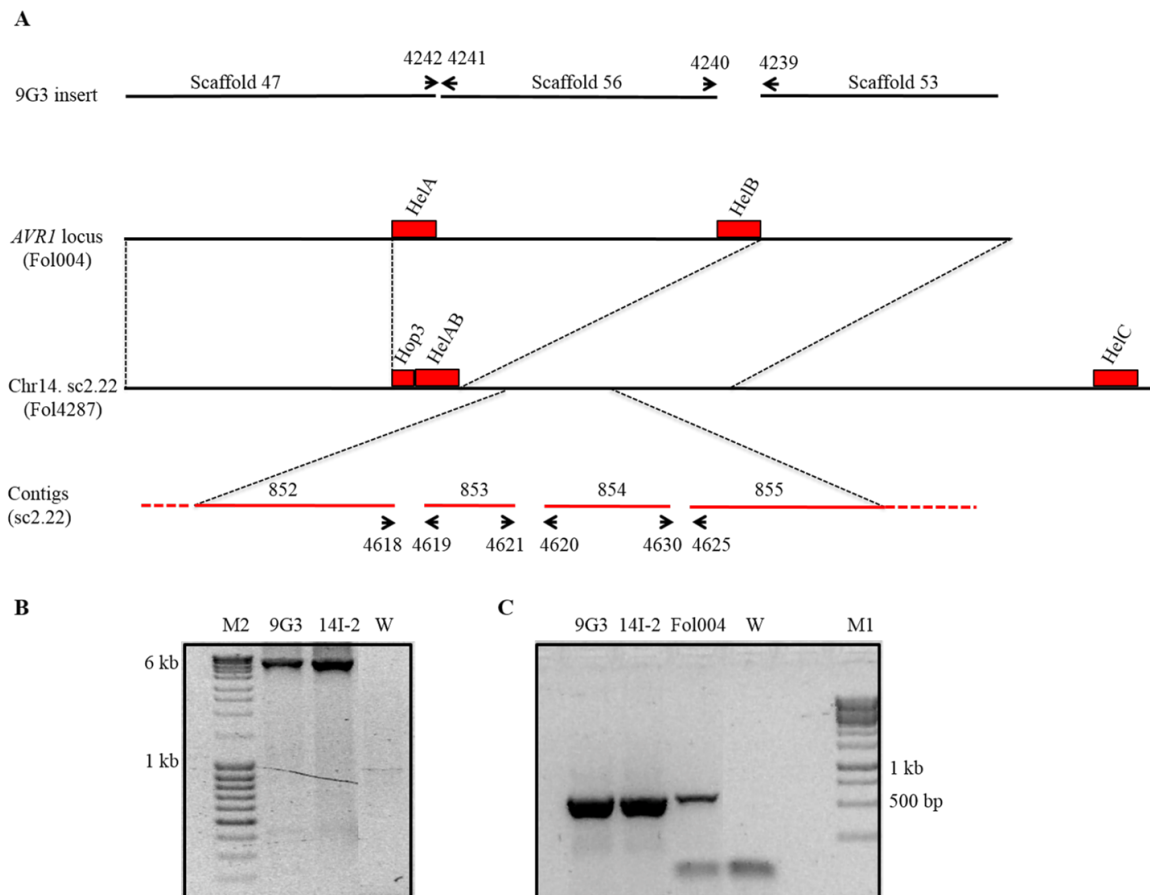 A
4242 4241 4240 4239
9G3 insert Scaffold 47 Scaffold 56 Scaffold 53
HelA HelB
AVR1 locus
(Fol004)
Hop3 HelAB HelC
Chr14. sc2.22
(Fol4287)
Contigs 852 853 854 855
(sc2.22)
4618 4619 4621 4620 4630 4625
B
M2 9G3 14I-2 W
6 kb
1 kb
C
9G3 14I-2 Fol004 W M1
1 kb
500 bp